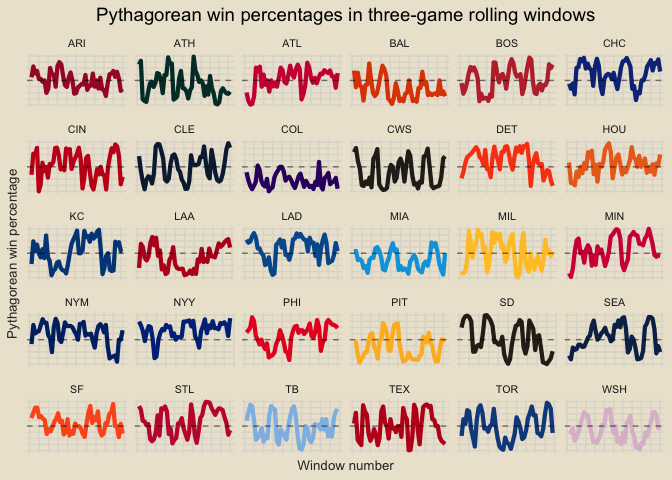 Pythagorean win percentages in three-game rolling windows
ARI ATH ATL BAL BOS CHC
CIN CLE COL CWS DET HOU
KC LAA LAD MIA MIL MIN
NYM NYY PHI PIT SD SEA
SF STL TB TEX TOR WSH
Pythagorean win percentage
Window number